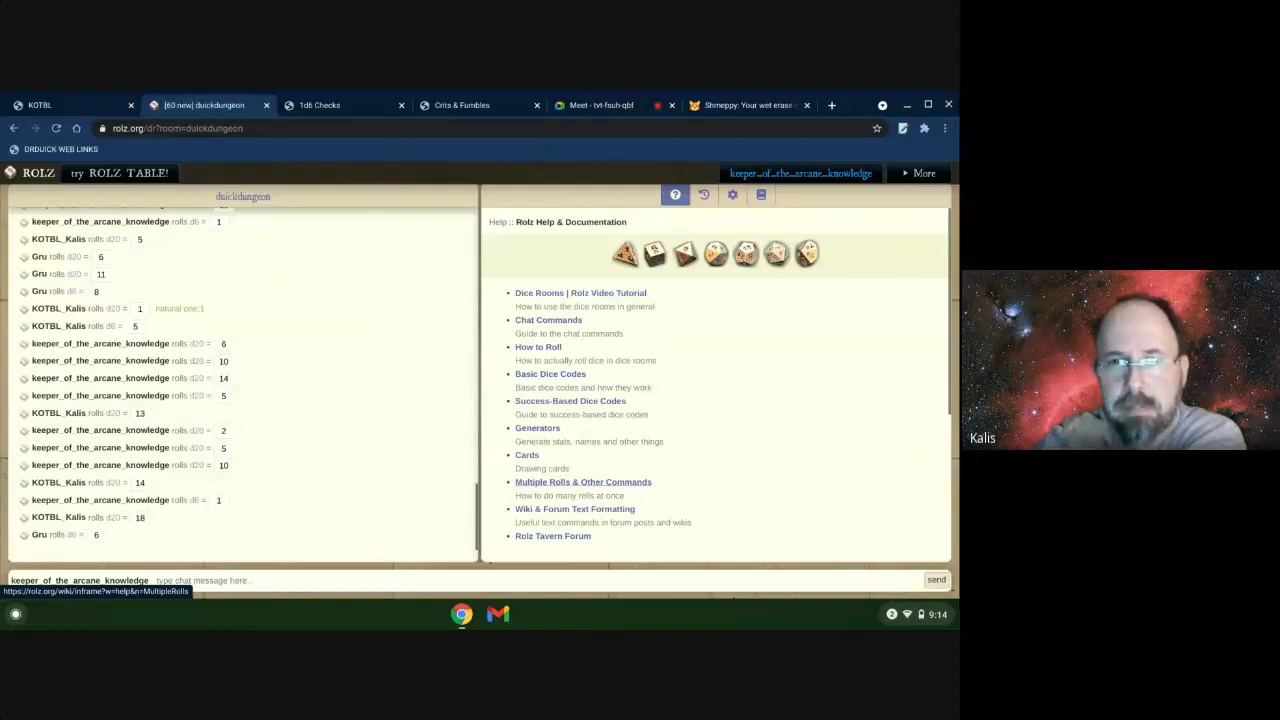 KOTBL
[60 new] duickdungeon
1d6 Checks
Crits & Fumbles
Meet - tvt-fsuh-qbf
Shmeppy: Your wet erase
rolz.org/dr?room=duickdungeon
DRDUICK WEB LINKS
ROLZ try ROLZ TABLE!
keeper_of_the_arcane_knowledge
More
duickdungeon
keeper_of_the_arcane_knowledge rolls d6 = 1
KOTBL_Kalis rolls d20 = 5
Gru rolls d20 = 6
Gru rolls d20 = 11
Gru rolls d8 = 8
KOTBL_Kalis rolls d20 = 1 natural one:1
KOTBL_Kalis rolls d6 = 5
keeper_of_the_arcane_knowledge rolls d20 = 6
keeper_of_the_arcane_knowledge rolls d20 = 10
keeper_of_the_arcane_knowledge rolls d20 = 14
keeper_of_the_arcane_knowledge rolls d20 = 5
KOTBL_Kalis rolls d20 = 13
keeper_of_the_arcane_knowledge rolls d20 = 2
keeper_of_the_arcane_knowledge rolls d20 = 5
keeper_of_the_arcane_knowledge rolls d20 = 10
KOTBL_Kalis rolls d20 = 14
keeper_of_the_arcane_knowledge rolls d6 = 1
KOTBL_Kalis rolls d20 = 18
Gru rolls d6 = 6
Help :: Rolz Help & Documentation
• Dice Rooms | Rolz Video Tutorial
How to use the dice rooms in general
• Chat Commands
Guide to the chat commands
• How to Roll
How to actually roll dice in dice rooms
• Basic Dice Codes
Basic dice codes and how they work
• Success-Based Dice Codes
Guide to success-based dice codes
• Generators
Generate stats, names and other things
• Cards
Drawing cards
• Multiple Rolls & Other Commands
How to do many rolls at once
• Wiki & Forum Text Formatting
Useful text commands in forum posts and wikis
• Rolz Tavern Forum
keeper_of_the_arcane_knowledge type chat message here...
send
https://rolz.org/wiki/inframe?w=help&n=MultipleRolls
2 9:14
Kalis